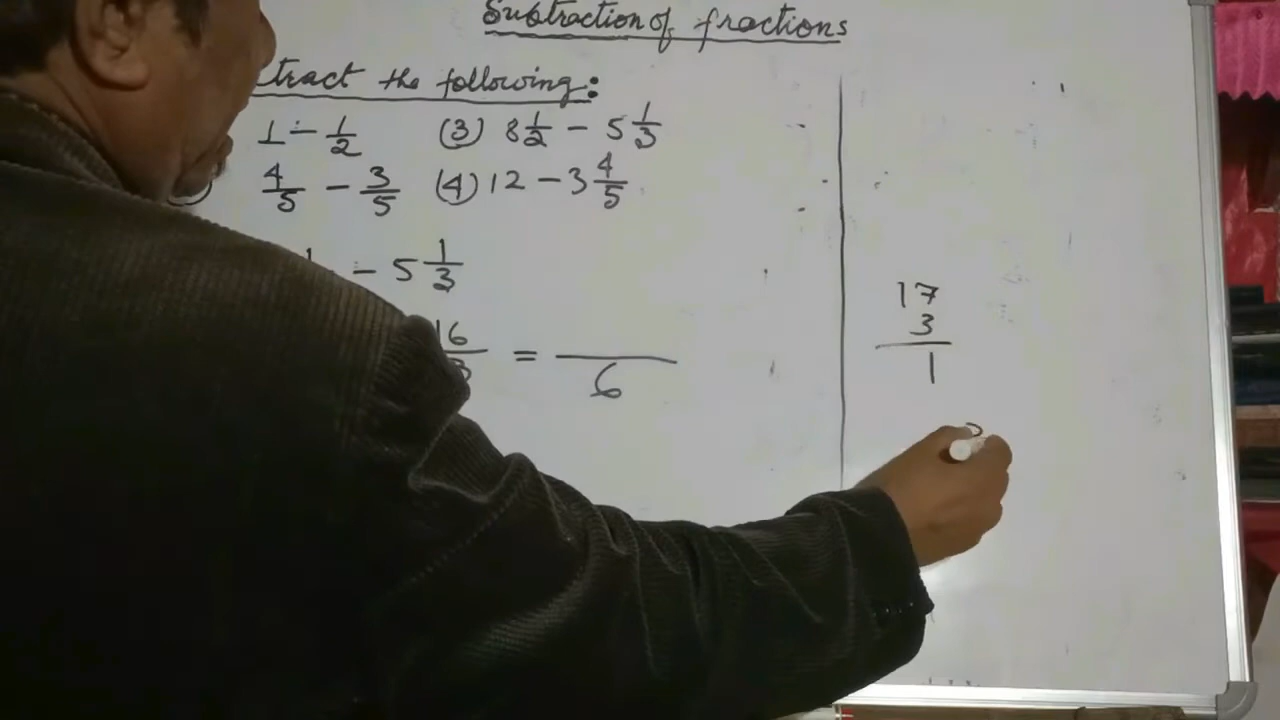 Subtraction of fractions
tract the following:
1 - 1/2 (3) 8 1/2 - 5 1/3
4/5 - 3/5 (4) 12 - 3 4/5
- 5 1/3
16/3 = /6
17
3
1